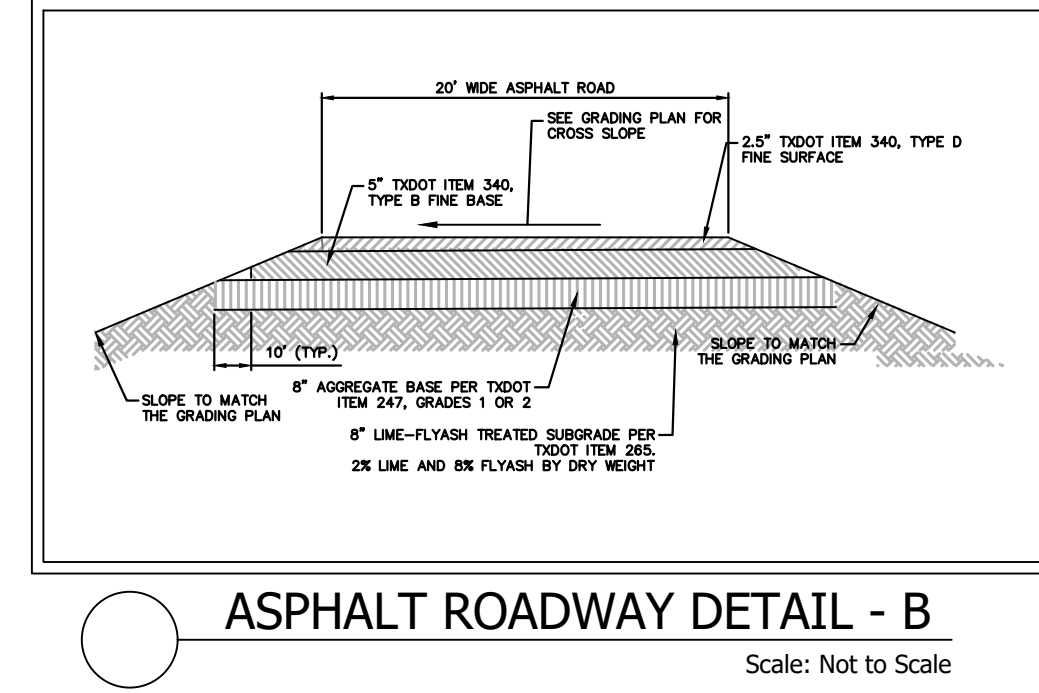 20' WIDE ASPHALT ROAD
SEE GRADING PLAN FOR
CROSS SLOPE
2.5" TXDOT ITEM 340, TYPE D
FINE SURFACE
5" TXDOT ITEM 340,
TYPE B FINE BASE
10' (TYP.)
SLOPE TO MATCH
THE GRADING PLAN
SLOPE TO MATCH
THE GRADING PLAN
8" AGGREGATE BASE PER TXDOT
ITEM 247, GRADES 1 OR 2
8" LIME-FLYASH TREATED SUBGRADE PER
TXDOT ITEM 265.
2% LIME AND 8% FLYASH BY DRY WEIGHT
ASPHALT ROADWAY DETAIL - B
Scale: Not to Scale